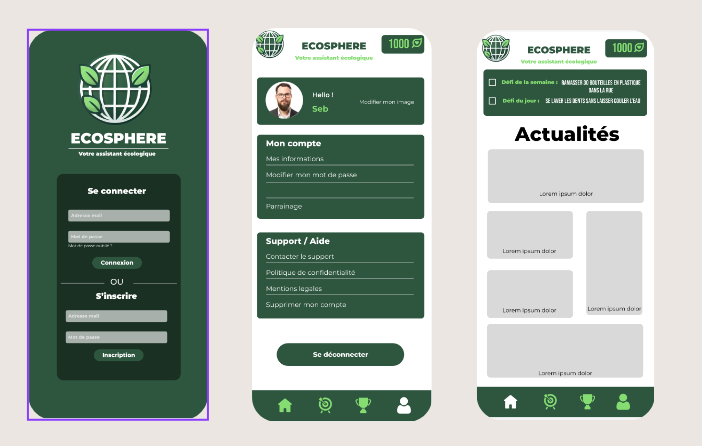 ECOSPHERE
Votre assistant écologique
Se connecter
Adresse mail
Mot de passe
Mot de passe oublié ?
Connexion
OU
S'inscrire
Adresse mail
Mot de passe
Inscription
ECOSPHERE
1000
Votre assistant écologique
Hello !
Seb
Modifier mon image
Mon compte
Mes informations
Modifier mon mot de passe
Parrainage
Support / Aide
Contacter le support
Politique de confidentialité
Mentions legales
Supprimer mon compte
Se déconnecter
ECOSPHERE
1000
Votre assistant écologique
Défi de la semaine : RAMASSER 30 BOUTEILLES EN PLASTIQUE
DANS LA RUE
Défi du jour : SE LAVER LES DENTS SANS LAISSER COULER L'EAU
Actualités
Lorem ipsum dolor
Lorem ipsum dolor
Lorem ipsum dolor
Lorem ipsum dolor
Lorem ipsum dolor